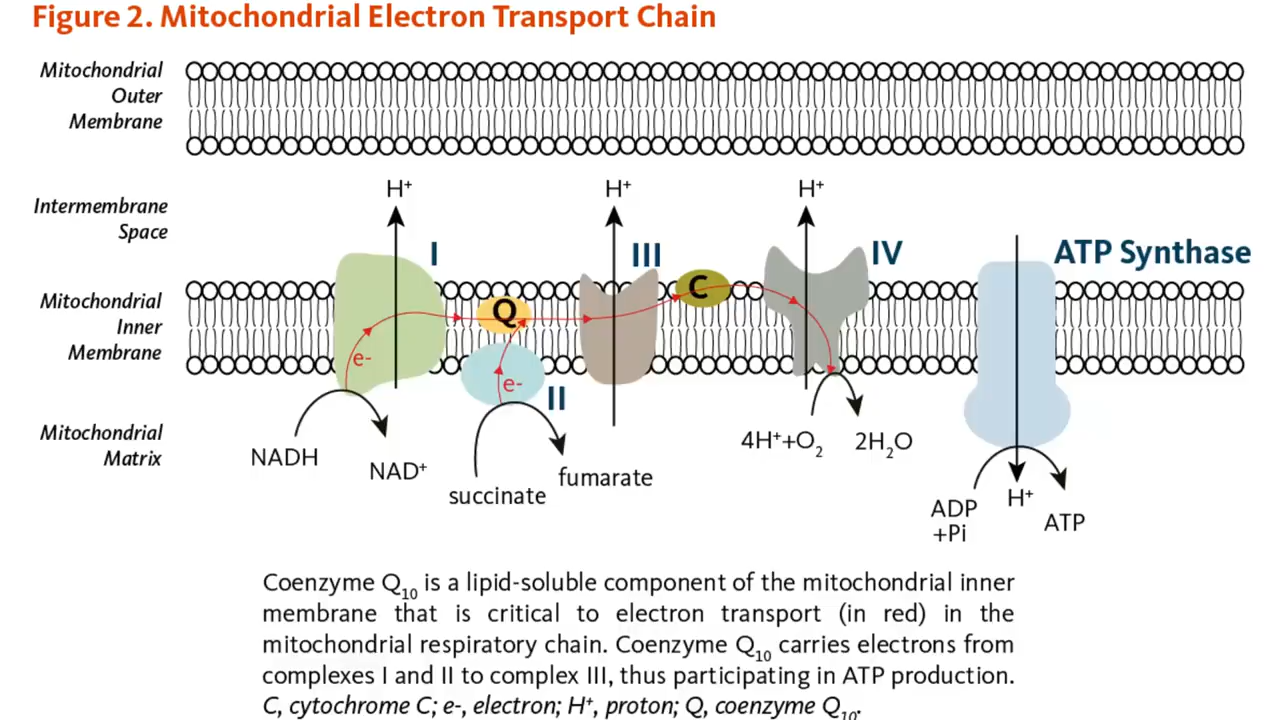 Figure 2. Mitochondrial Electron Transport Chain
Mitochondrial
Outer
Membrane
Intermembrane
Space
H⁺
H⁺
H⁺
I
III
IV
ATP Synthase
Mitochondrial
Inner
Membrane
Q
C
e-
e-
II
Mitochondrial
Matrix
NADH
NAD⁺
succinate
fumarate
4H⁺+O₂
2H₂O
ADP
+Pi
H⁺
ATP
Coenzyme Q₁₀ is a lipid-soluble component of the mitochondrial inner
membrane that is critical to electron transport (in red) in the
mitochondrial respiratory chain. Coenzyme Q₁₀ carries electrons from
complexes I and II to complex III, thus participating in ATP production.
C, cytochrome C; e-, electron; H⁺, proton; Q, coenzyme Q₁₀.